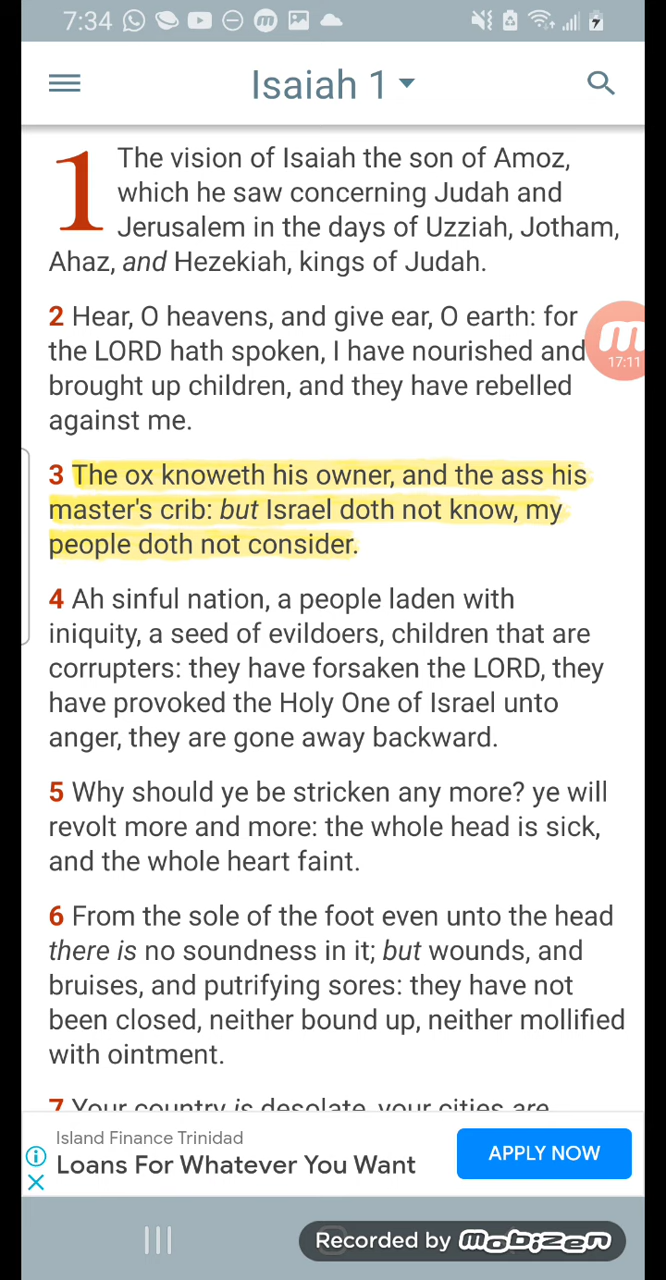 7:34
Isaiah 1
1 The vision of Isaiah the son of Amoz,
which he saw concerning Judah and
Jerusalem in the days of Uzziah, Jotham,
Ahaz, and Hezekiah, kings of Judah.
2 Hear, O heavens, and give ear, O earth: for
the LORD hath spoken, I have nourished and
brought up children, and they have rebelled
against me.
m
17:11
3 The ox knoweth his owner, and the ass his
master's crib: but Israel doth not know, my
people doth not consider.
4 Ah sinful nation, a people laden with
iniquity, a seed of evildoers, children that are
corrupters: they have forsaken the LORD, they
have provoked the Holy One of Israel unto
anger, they are gone away backward.
5 Why should ye be stricken any more? ye will
revolt more and more: the whole head is sick,
and the whole heart faint.
6 From the sole of the foot even unto the head
there is no soundness in it; but wounds, and
bruises, and putrifying sores: they have not
been closed, neither bound up, neither mollified
with ointment.
7 Your country is desolate, your cities are
Island Finance Trinidad
Loans For Whatever You Want
APPLY NOW
Recorded by mobizen